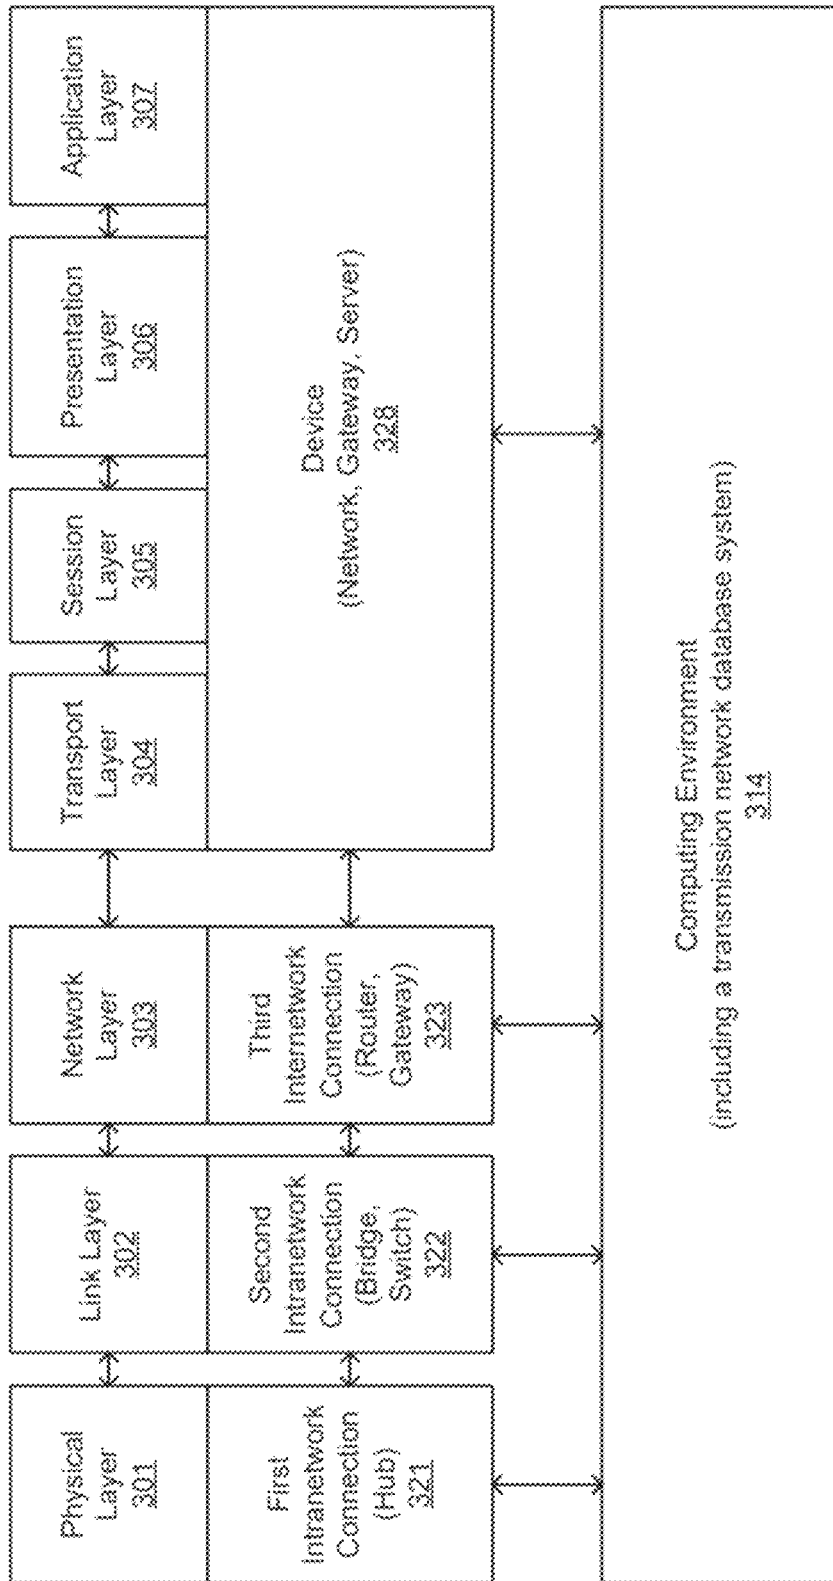 Physical
Layer
301
Link Layer
302
Network
Layer
303
Transport
Layer
304
Session
Layer
305
Presentation
Layer
306
Application
Layer
307
First
Intranetwork
Connection
(Hub)
321
Second
Intranetwork
Connection
(Bridge,
Switch)
322
Third
Internetwork
Connection
(Router,
Gateway)
323
Device
(Network, Gateway, Server)
328
Computing Environment
(including a transmission network database system)
314